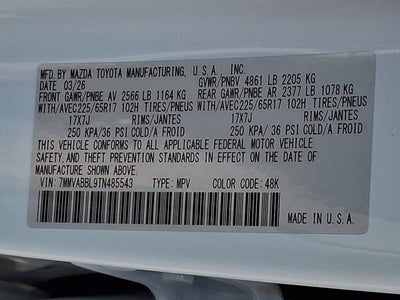 MFD. BY MAZDA TOYOTA MANUFACTURING, U.S.A., INC.
DATE 03/26 GVWR/PNBV 4861 LB 2205 KG
FRONT GAWR/PNBE AV 2566 LB 1164 KG REAR GAWR/PNBE AR 2377 LB 1078 KG
WITH/AVEC225/65R17 102H TIRES/PNEUS WITH/AVEC225/65R17 102H TIRES/PNEUS
17X7J RIMS/JANTES 17X7J RIMS/JANTES
250 KPA/36 PSI COLD/A FROID 250 KPA/36 PSI COLD/A FROID
THIS VEHICLE CONFORMS TO ALL APPLICABLE FEDERAL MOTOR VEHICLE
SAFETY, AND THEFT PREVENTION STANDARDS IN EFFECT ON THE DATE OF
MANUFACTURE SHOWN ABOVE.
VIN: 7MMVABBL9TN485543 TYPE: MPV COLOR CODE: 48K
MADE IN U.S.A.